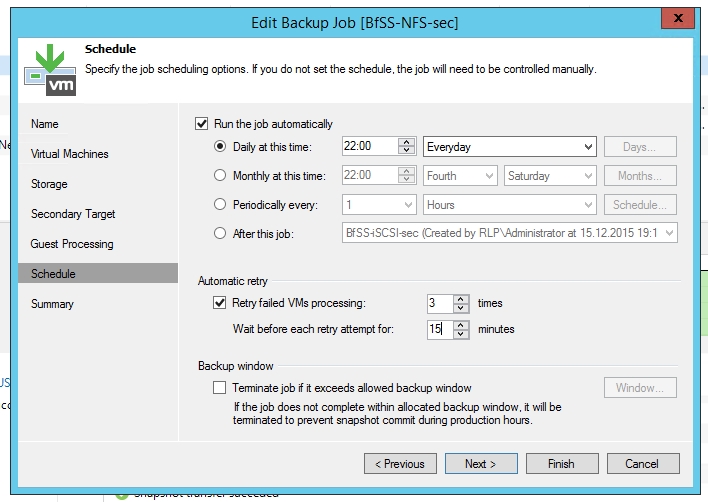 Edit Backup Job [BfSS-NFS-sec]
x
Schedule
Specify the job scheduling options. If you do not set the schedule, the job will need to be controlled manually.
vm
Name
Virtual Machines
Storage
Secondary Target
Guest Processing
Schedule
Summary
Run the job automatically
Daily at this time: 22:00 Everyday Days...
Monthly at this time: 22:00 Fourth Saturday Months...
Periodically every: 1 Hours Schedule...
After this job: BfSS-iSCSI-sec (Created by RLP\Administrator at 15.12.2015 19:1
Automatic retry
Retry failed VMs processing: 3 times
Wait before each retry attempt for: 15 minutes
Backup window
Terminate job if it exceeds allowed backup window Window...
If the job does not complete within allocated backup window, it will be
terminated to prevent snapshot commit during production hours.
< Previous Next > Finish Cancel
Snapshot transfer succeeded